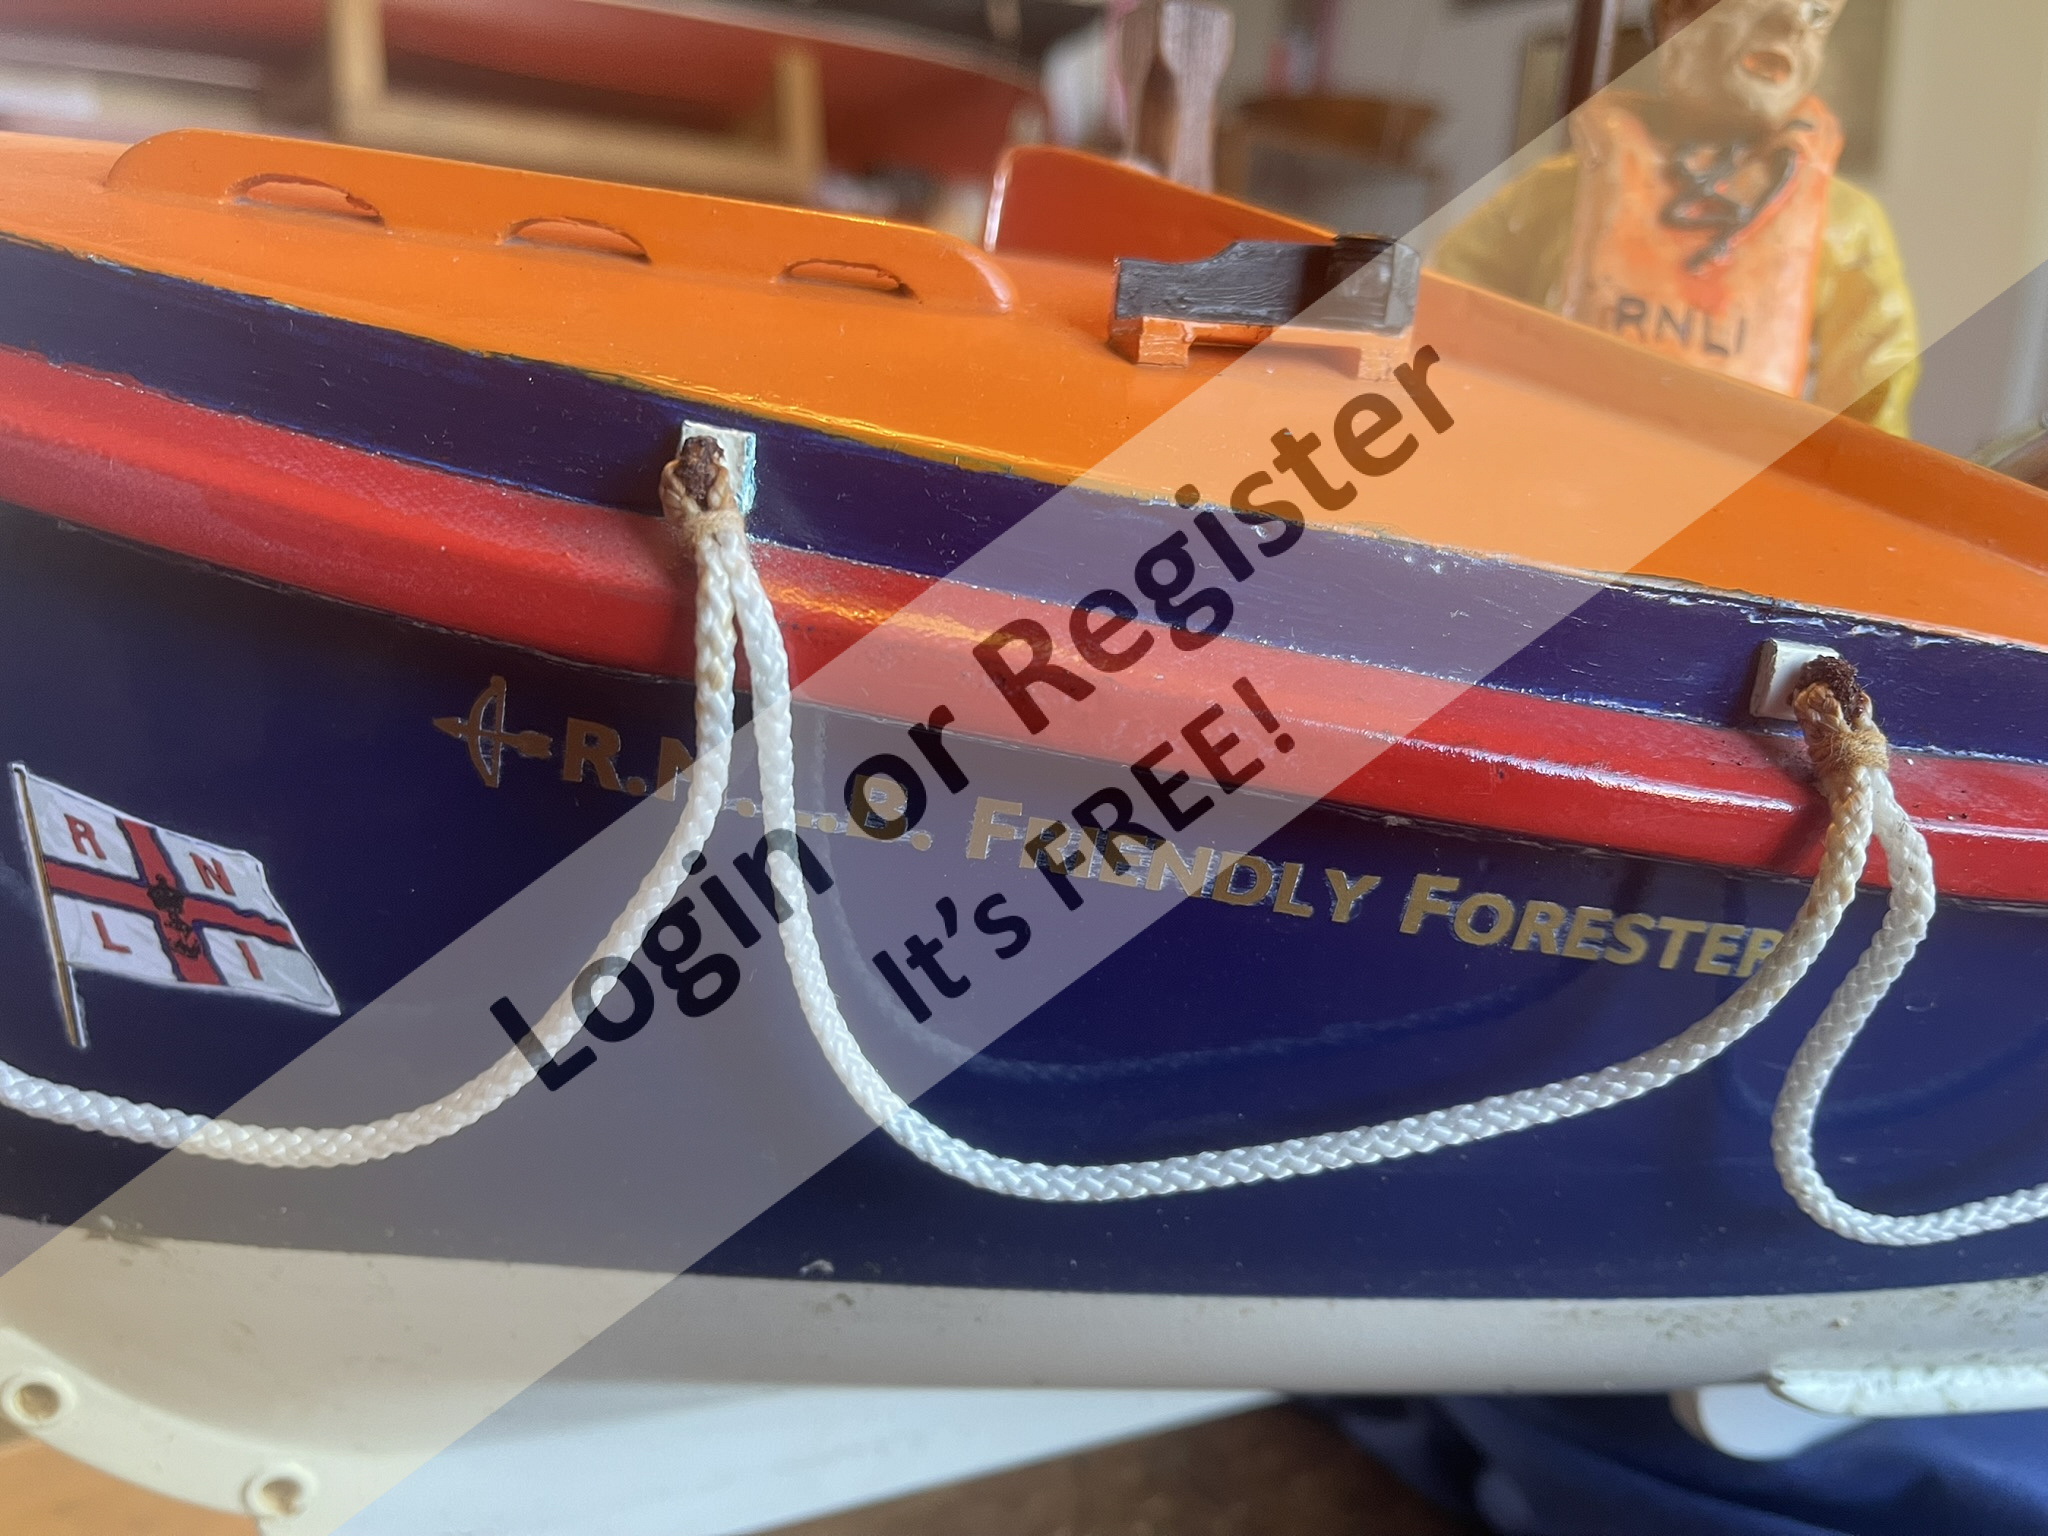 RNLI
R.N.L.B. FRIENDLY FORESTER
R N
L I
Login or Register
It's FREE!